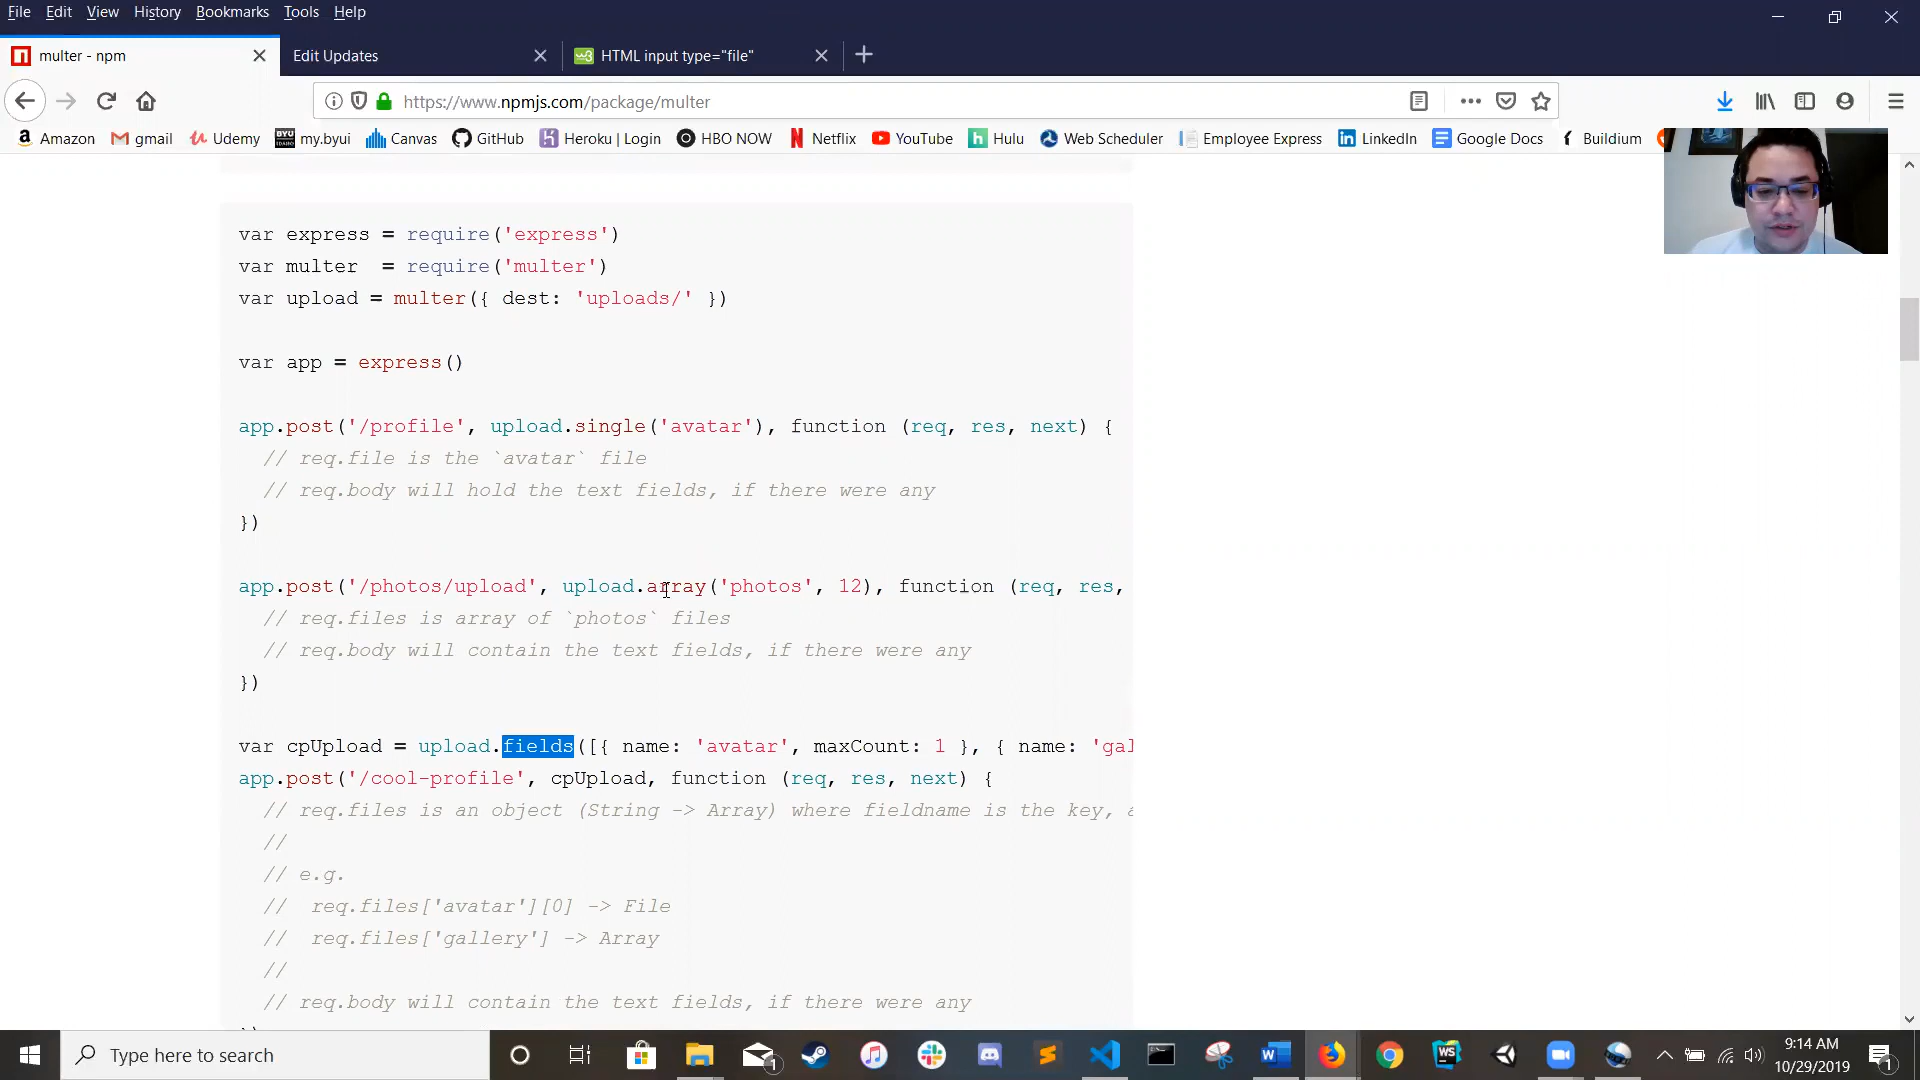 File Edit View History Bookmarks Tools Help
multer - npm
Edit Updates
HTML input type="file"
https://www.npmjs.com/package/multer
Amazon gmail Udemy my.byui Canvas GitHub Heroku | Login HBO NOW Netflix YouTube Hulu Web Scheduler Employee Express LinkedIn Google Docs Buildium
var express = require('express')
var multer  = require('multer')
var upload = multer({ dest: 'uploads/' })
var app = express()
app.post('/profile', upload.single('avatar'), function (req, res, next) {
// req.file is the `avatar` file
// req.body will hold the text fields, if there were any
})
app.post('/photos/upload', upload.array('photos', 12), function (req, res,
// req.files is array of `photos` files
// req.body will contain the text fields, if there were any
})
var cpUpload = upload.fields([{ name: 'avatar', maxCount: 1 }, { name: 'gal
app.post('/cool-profile', cpUpload, function (req, res, next) {
// req.files is an object (String -> Array) where fieldname is the key, a
//
// e.g.
//  req.files['avatar'][0] -> File
//  req.files['gallery'] -> Array
//
// req.body will contain the text fields, if there were any
Type here to search
9:14 AM
10/29/2019